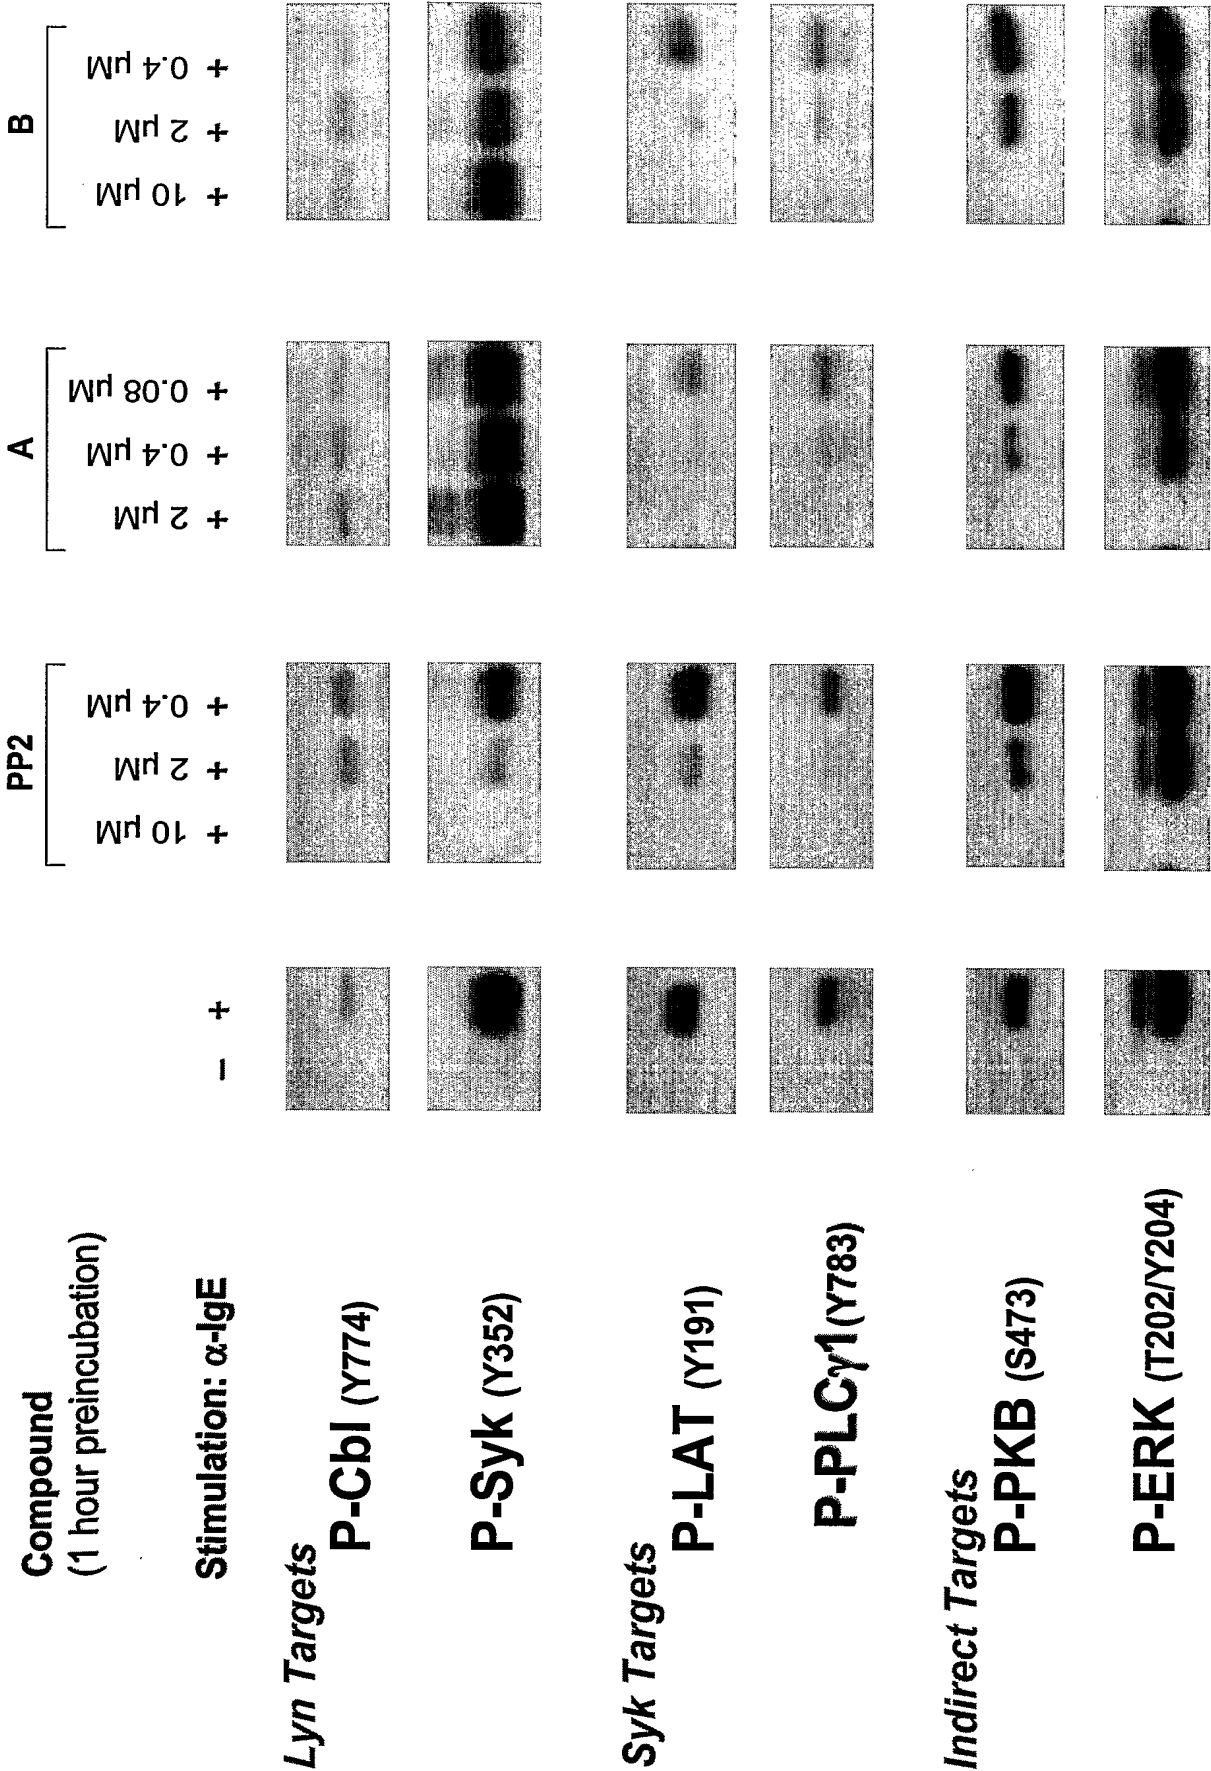 Compound
(1 hour preincubation)
PP2
A
B
10 µM
2 µM
0.4 µM
2 µM
0.4 µM
0.08 µM
10 µM
2 µM
0.4 µM
Stimulation: α-IgE
– + + + + + + + + + +
Lyn Targets
P-Cbl (Y774)
P-Syk (Y352)
Syk Targets
P-LAT (Y191)
P-PLCγ1(Y783)
Indirect Targets
P-PKB (S473)
P-ERK (T202/Y204)